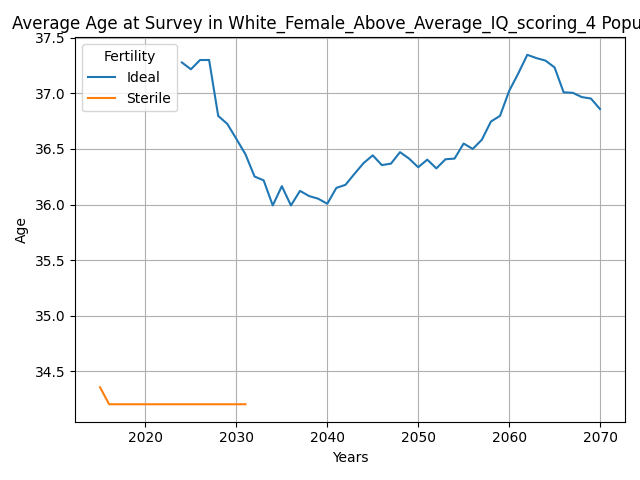 Average Age at Survey in White_Female_Above_Average_IQ_scoring_4 Popu
37.5
37.0
36.5
36.0
35.5
35.0
34.5
Age
Fertility
Ideal
Sterile
2020 2030 2040 2050 2060 2070
Years